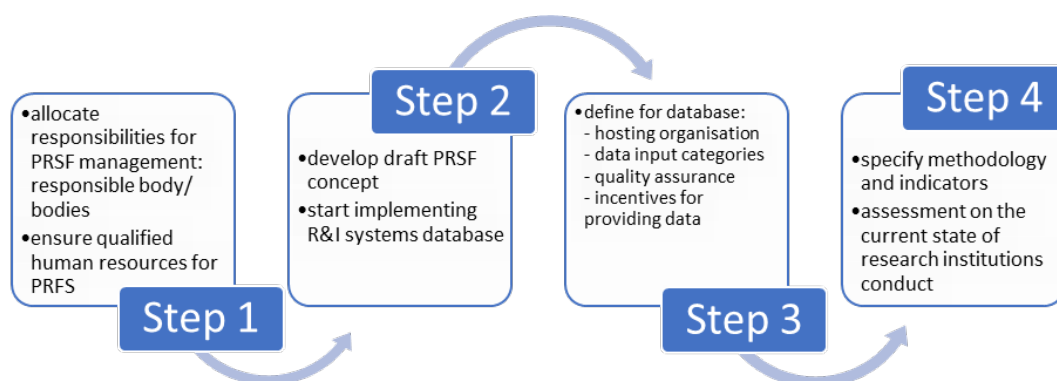 •allocate
responsibilities for
PRSF management:
responsible body/
bodies
•ensure qualified
human resources for
PRFS
Step 1
Step 2
•develop draft PRSF
concept
•start implementing
R&I systems database
•define for database:
- hosting organisation
- data input categories
- quality assurance
- incentives for
providing data
Step 3
Step 4
•specify methodology
and indicators
•assessment on the
current state of
research institutions
conduct